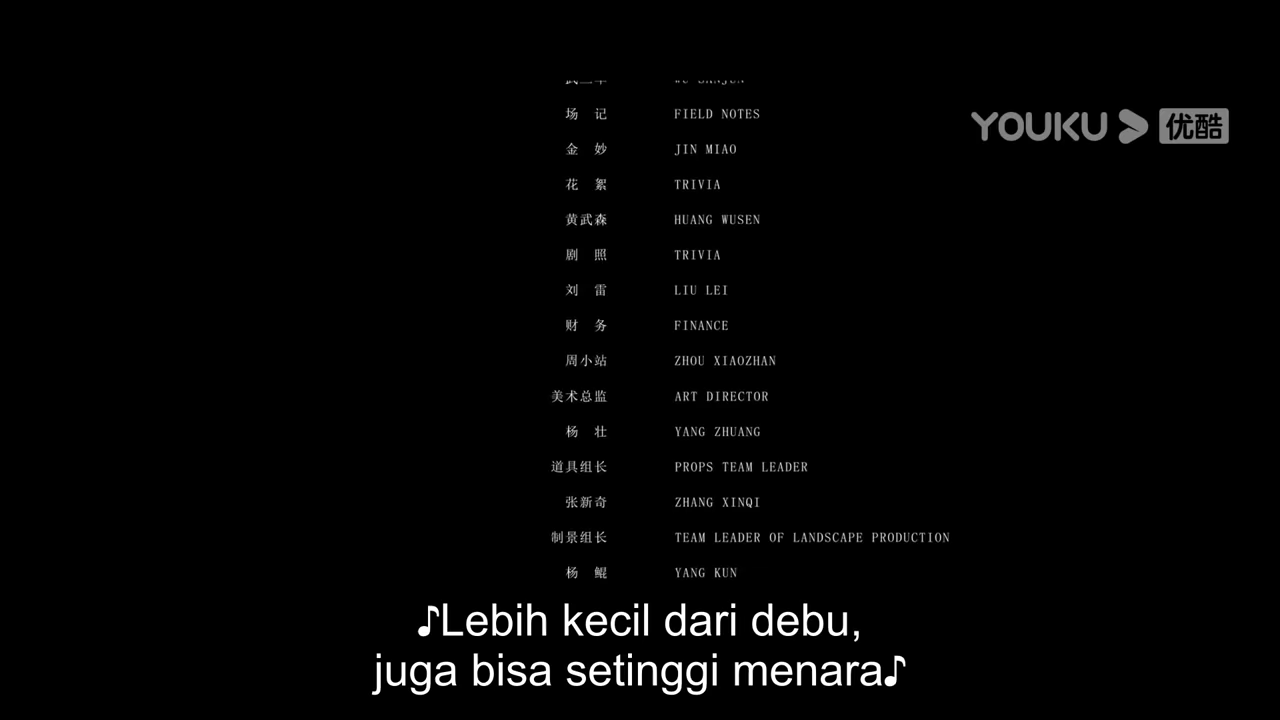 场 记 FIELD NOTES
YOUKU 优酷
金 妙 JIN MIAO
花 絮 TRIVIA
黄武森 HUANG WUSEN
剧 照 TRIVIA
刘 雷 LIU LEI
财 务 FINANCE
周小站 ZHOU XIAOZHAN
美术总监 ART DIRECTOR
杨 壮 YANG ZHUANG
道具组长 PROPS TEAM LEADER
张新奇 ZHANG XINQI
制景组长 TEAM LEADER OF LANDSCAPE PRODUCTION
杨 鲲 YANG KUN
♪Lebih kecil dari debu,
juga bisa setinggi menara♪